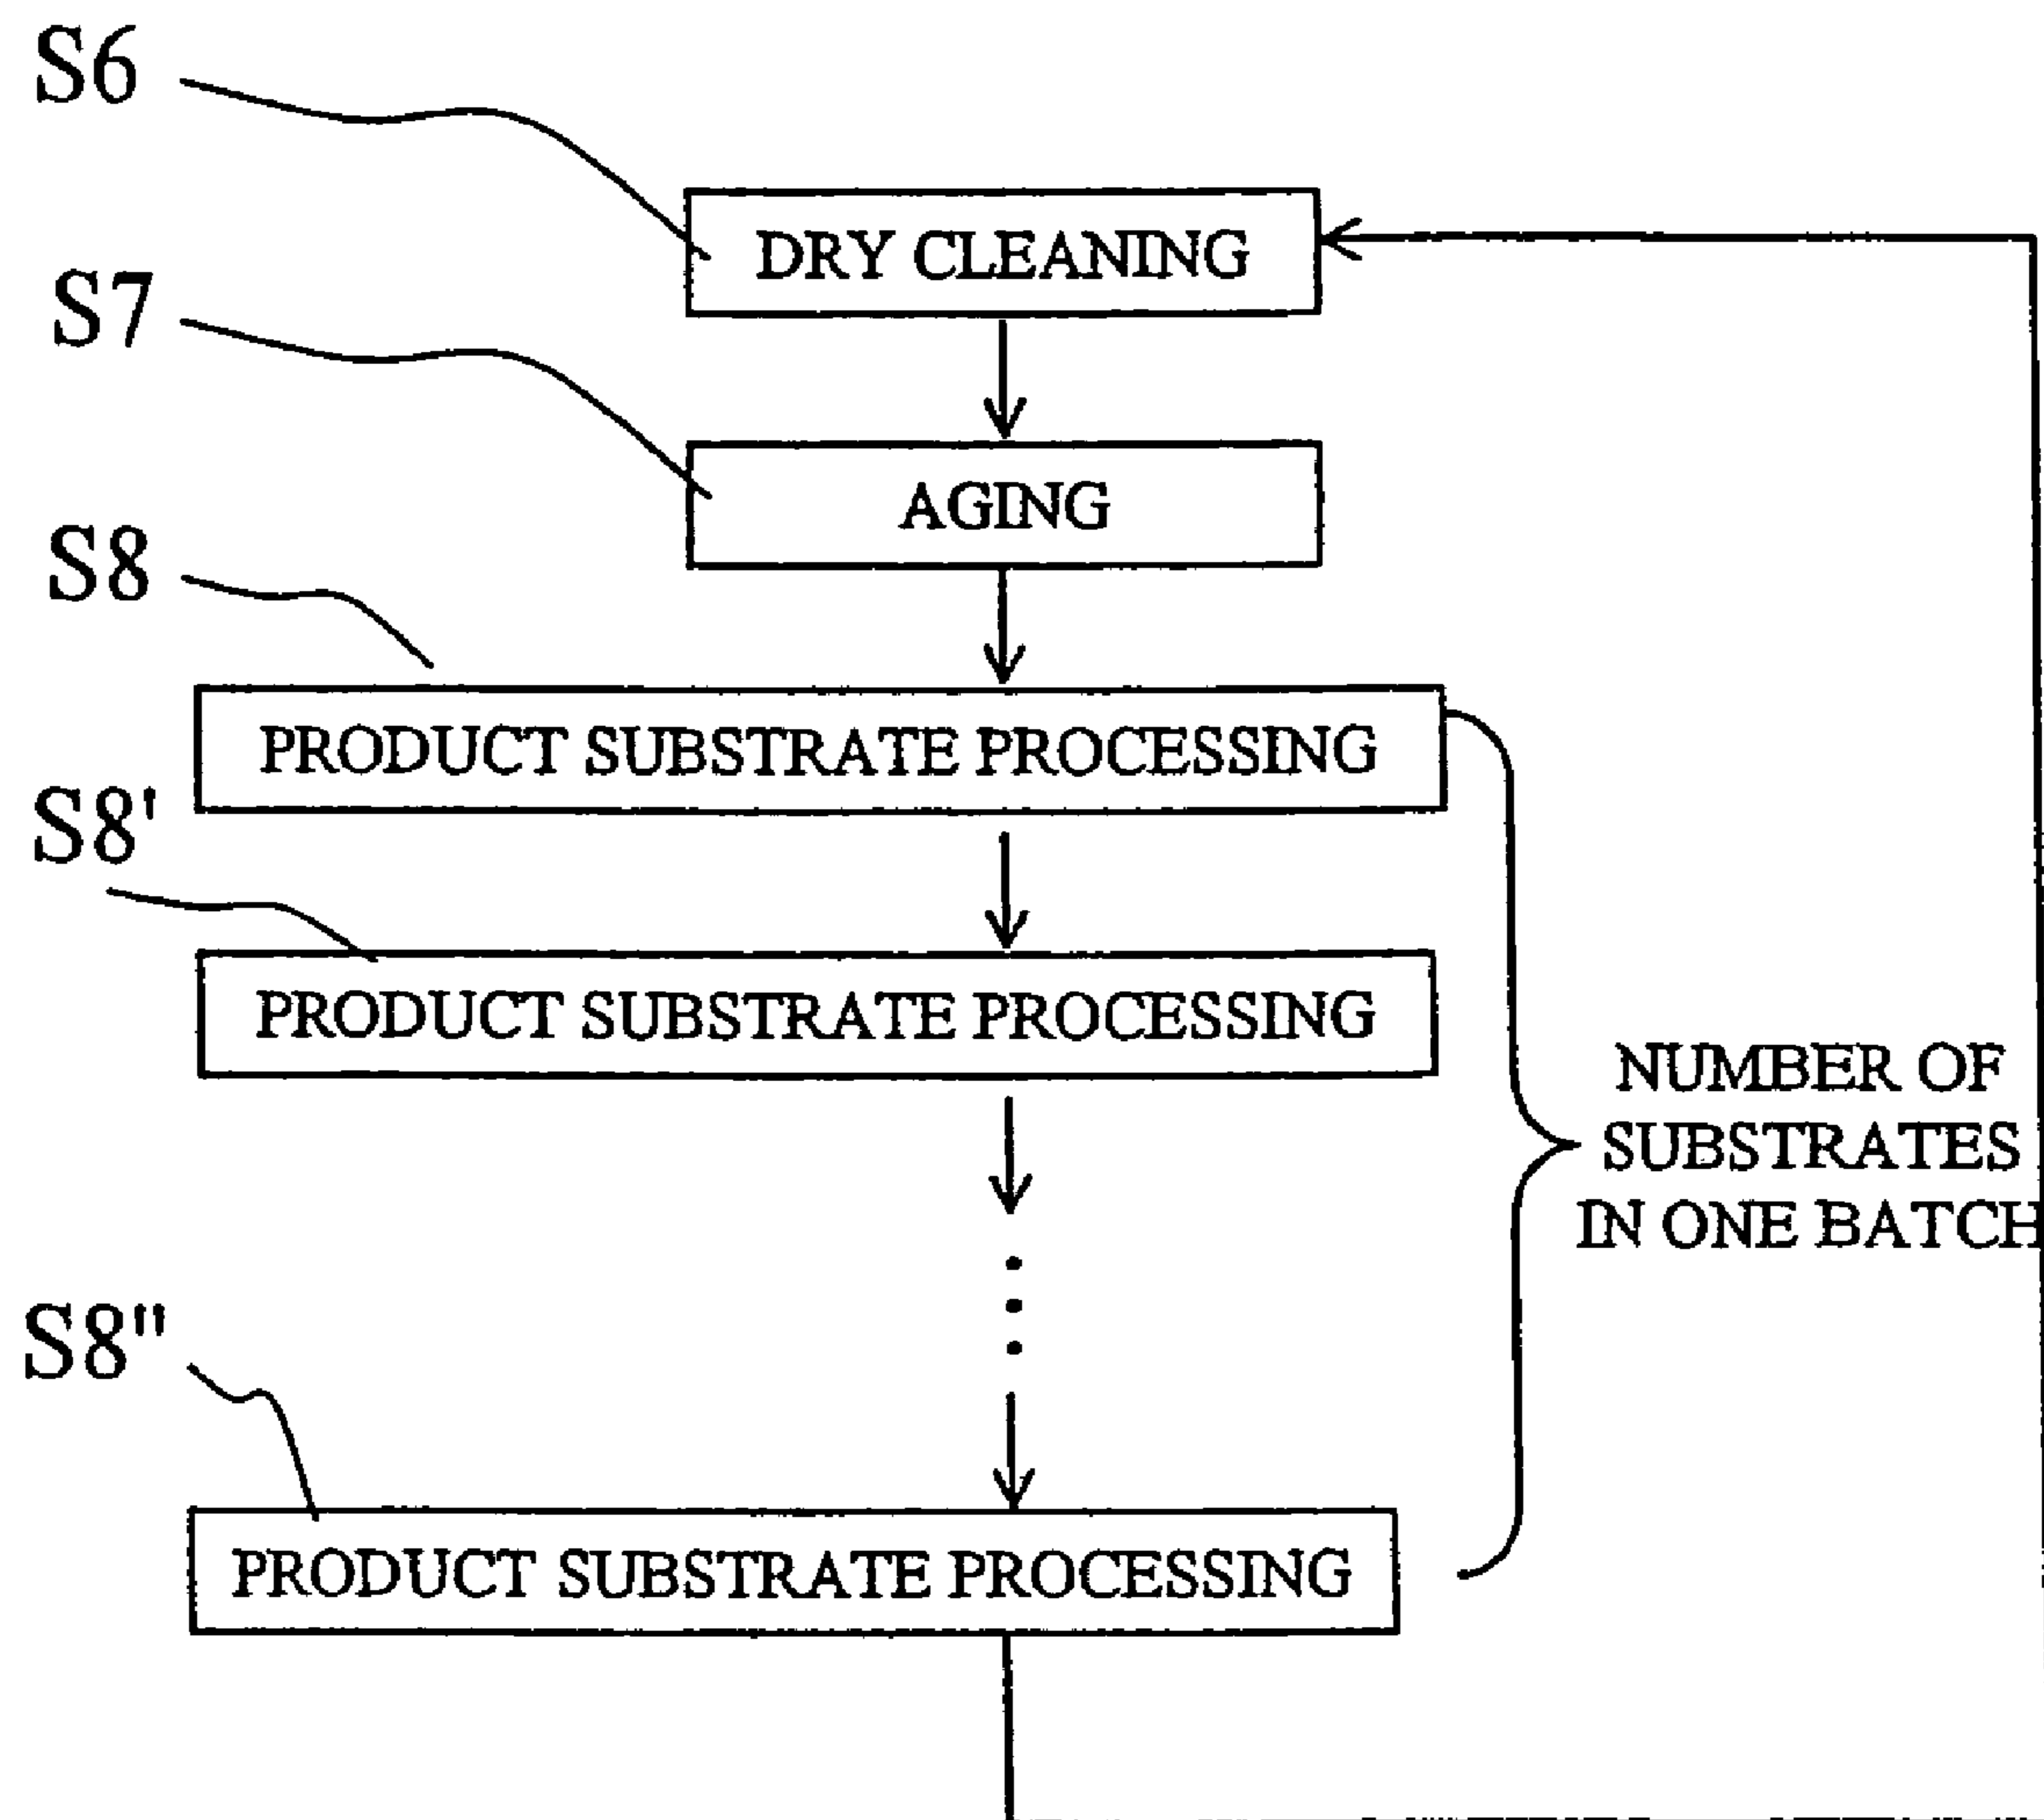 S6
DRY CLEANING
S7
AGING
S8
PRODUCT SUBSTRATE PROCESSING
S8'
PRODUCT SUBSTRATE PROCESSING
NUMBER OF
SUBSTRATES
IN ONE BATCH
S8"
PRODUCT SUBSTRATE PROCESSING